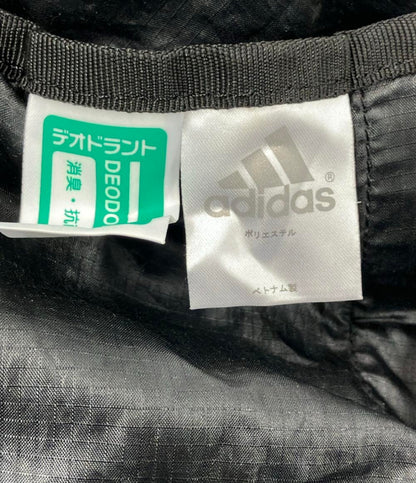 デオドラント
DEODO
消臭・抗
adidas
®
ポリエステル
ベトナム製